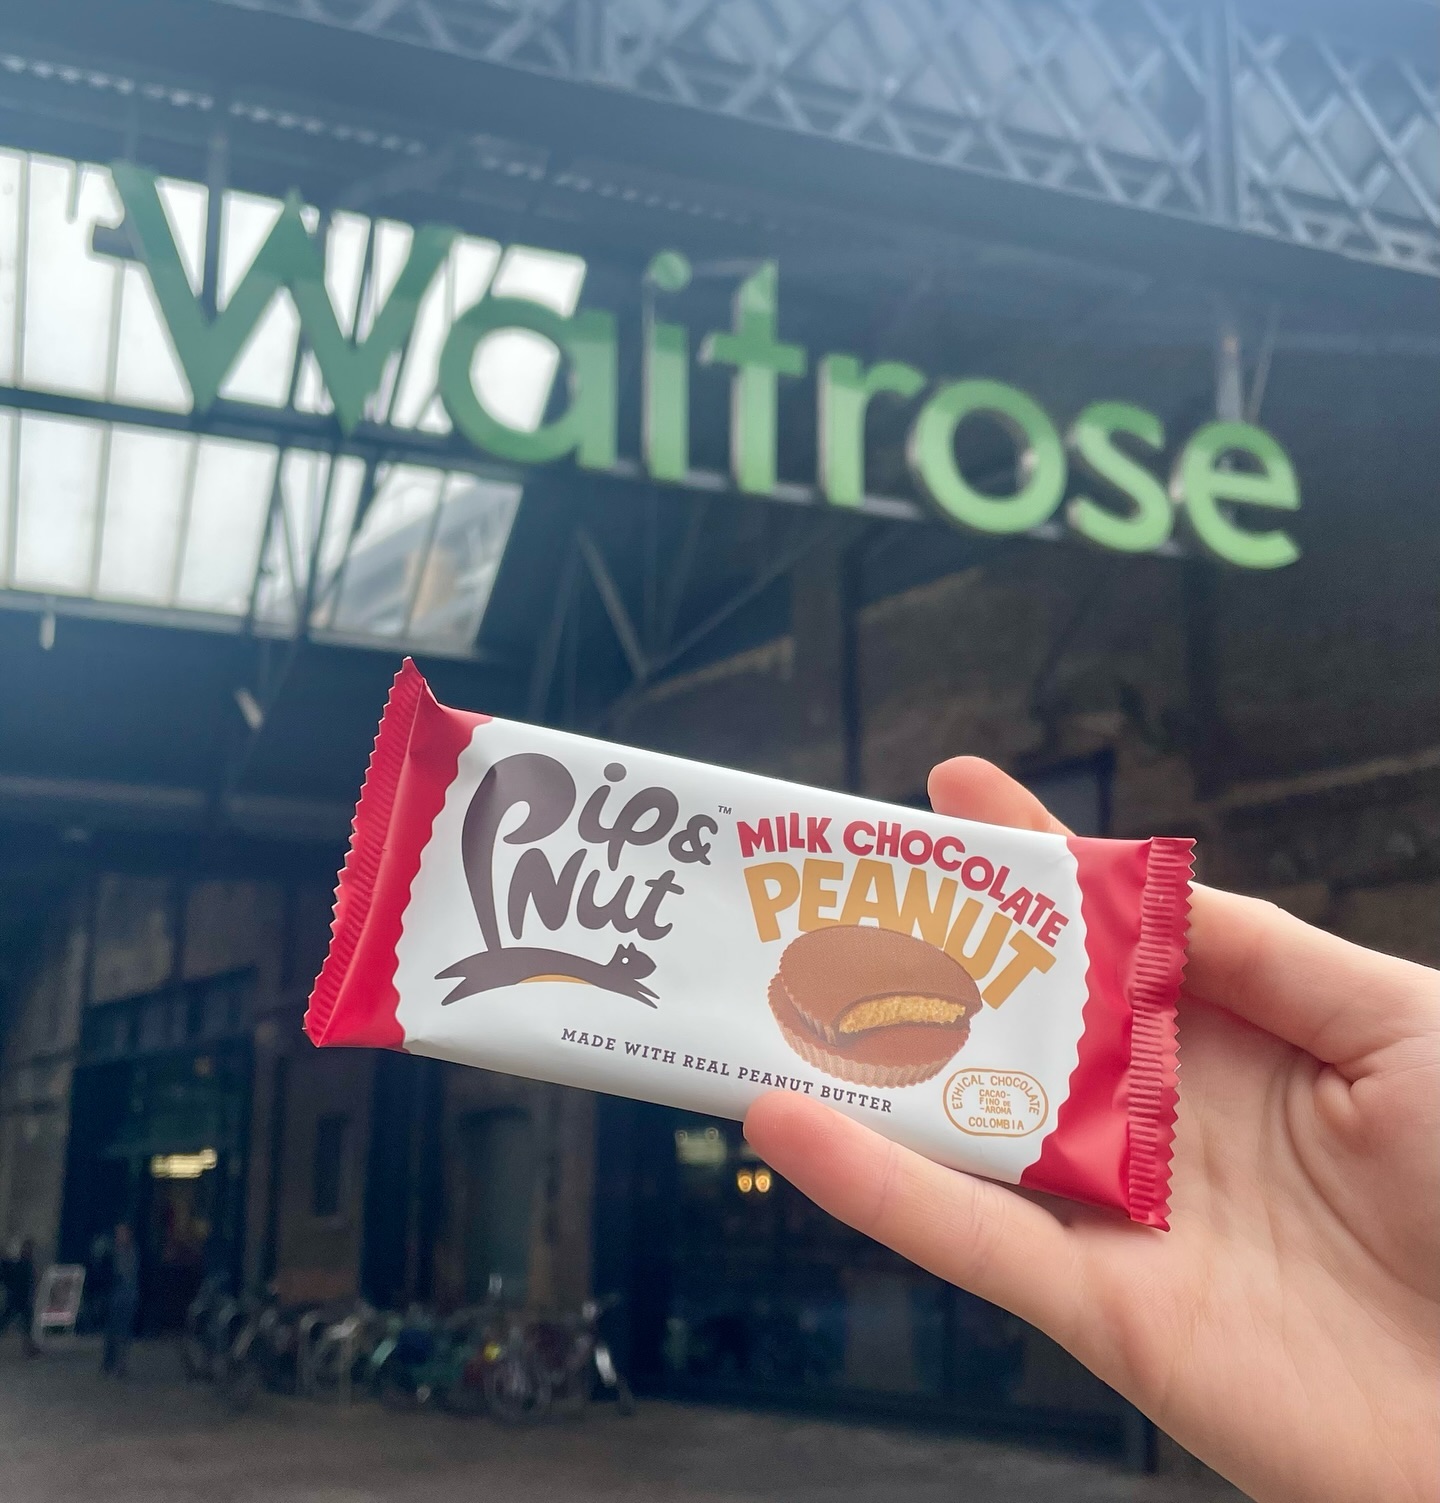 Waitrose
Pip &™
Nut
MILK CHOCOLATE
PEANUT
MADE WITH REAL PEANUT BUTTER
ETHICAL CHOCOLATE
CACAO-
FINO DE
-AROMA
COLOMBIA